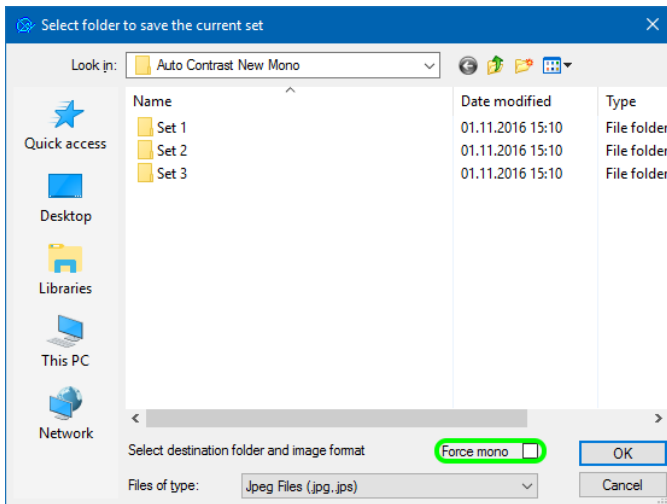 Select folder to save the current set
Look in: Auto Contrast New Mono
Name Date modified Type
Set 1 01.11.2016 15:10 File folder
Set 2 01.11.2016 15:10 File folder
Set 3 01.11.2016 15:10 File folder
Quick access
Desktop
Libraries
This PC
Network
Select destination folder and image format Force mono OK
Files of type: Jpeg Files (.jpg,.jps) Cancel